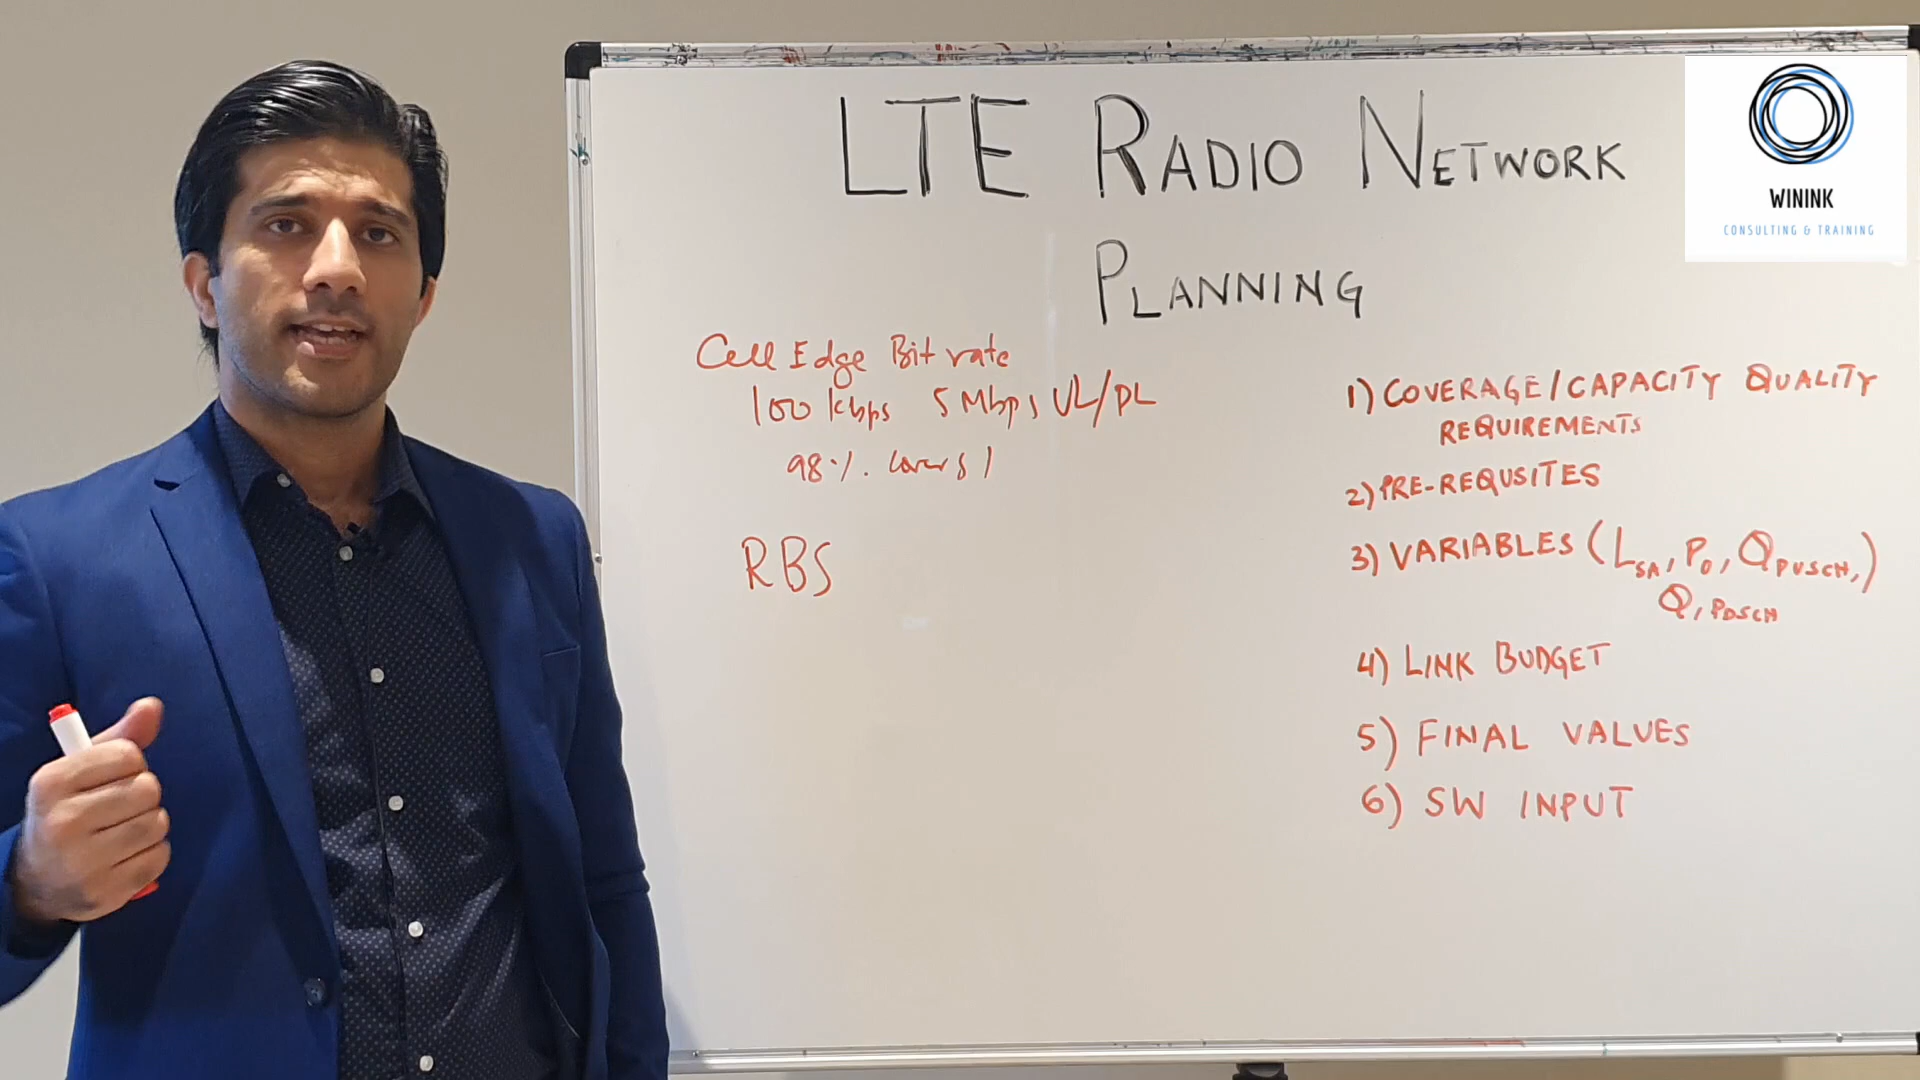 LTE RADIO NETWORK
PLANNING
WININK
CONSULTING & TRAINING
Cell Edge Bit rate
100 kbps 5 Mbps UL/DL
98 %.
RBS
1) COVERAGE/CAPACITY QUALITY
REQUIREMENTS
2) PRE-REQUSITES
3) VARIABLES (LSA, PO, QPUSCH,)
Q, PDSCH
4) LINK BUDGET
5) FINAL VALUES
6) SW INPUT